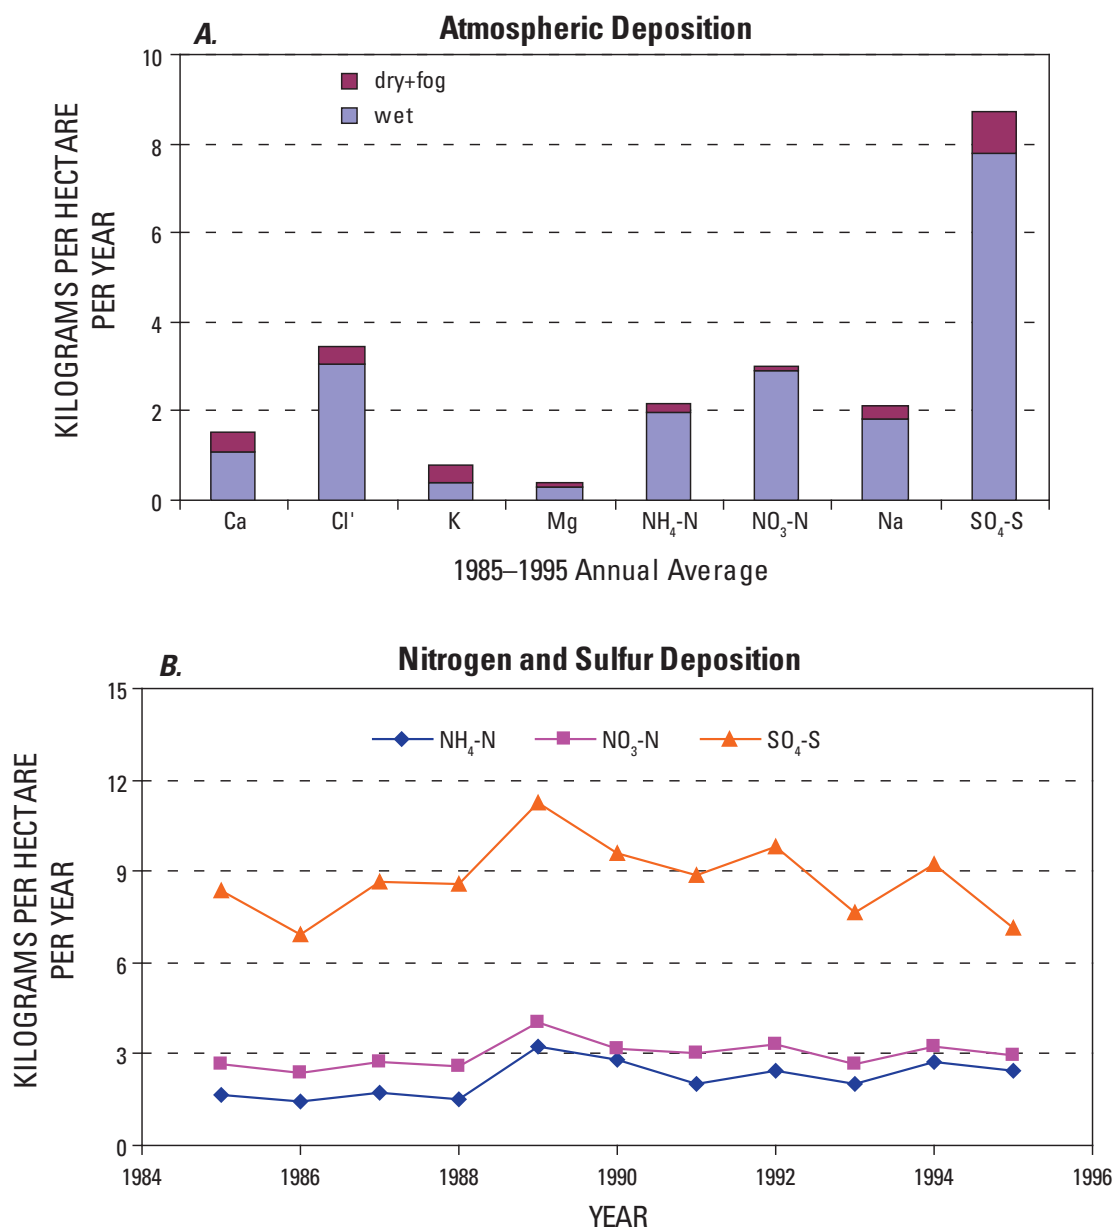 A. Atmospheric Deposition
10
8
6
4
2
0
KILOGRAMS PER HECTARE
PER YEAR
dry+fog
wet
Ca Cl' K Mg NH₄-N NO₃-N Na SO₄-S
1985–1995 Annual Average
B. Nitrogen and Sulfur Deposition
15
12
9
6
3
0
KILOGRAMS PER HECTARE
PER YEAR
NH₄-N NO₃-N SO₄-S
1984 1986 1988 1990 1992 1994 1996
YEAR